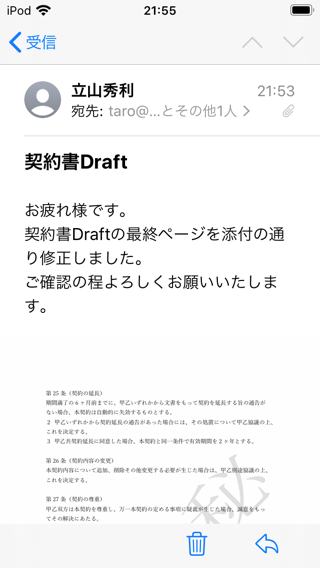 iPod 21:55
受信
立山秀利 21:53
宛先: taro@...とその他1人
契約書Draft
お疲れ様です。
契約書Draftの最終ページを添付の通
り修正しました。
ご確認の程よろしくお願いいたしま
す。
第25条（契約の延長）
期間満了の6ヶ月前までに、甲乙いずれかから文書をもって契約を延長する旨の通告が
ない場合、本契約は自動的に失効するものとする。
2 甲乙いずれかから契約延長の通告があった場合には、その処置について甲乙協議の上、
これを決定する。
3 甲乙共契約延長に同意した場合、本契約と同一条件で有効期間を2ヶ年とする。
第26条（契約内容の変更）
本契約内容について追加、削除その他変更する必要が生じた場合は、甲乙別途協議の上、
これを決定する。
第27条（契約の尊重）
甲乙双方は本契約を尊重し、万一本契約の定める事項に疑義が生じた場合、誠意をもっ
てその解決にあたる。
秘